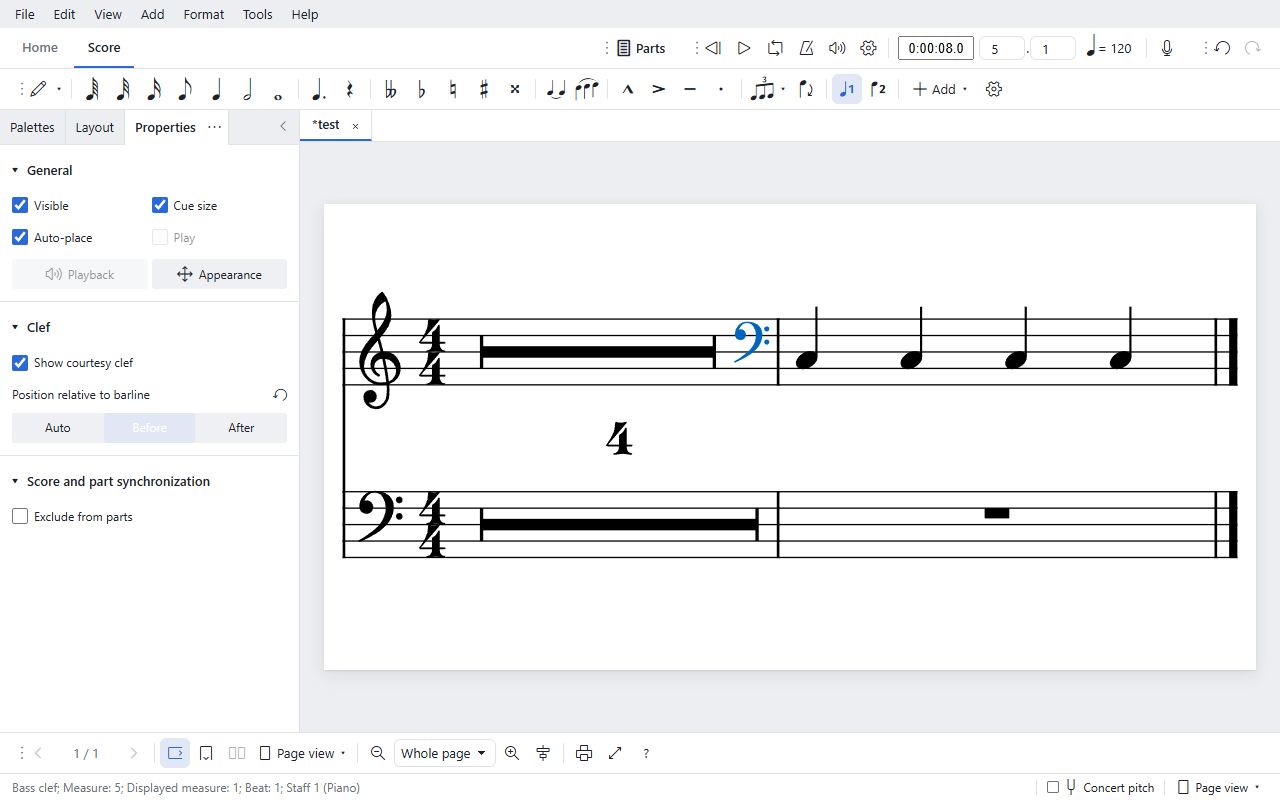 File Edit View Add Format Tools Help
Home Score Parts 0:00:08.0 5 . 1 = 120
3 1 2 Add
Palettes Layout Properties *test
General
Visible Cue size
Auto-place Play
Playback Appearance
Clef
Show courtesy clef
Position relative to barline
Auto Before After
4
Score and part synchronization
Exclude from parts
1 / 1 Page view Whole page ?
Bass clef; Measure: 5; Displayed measure: 1; Beat: 1; Staff 1 (Piano) Concert pitch Page view